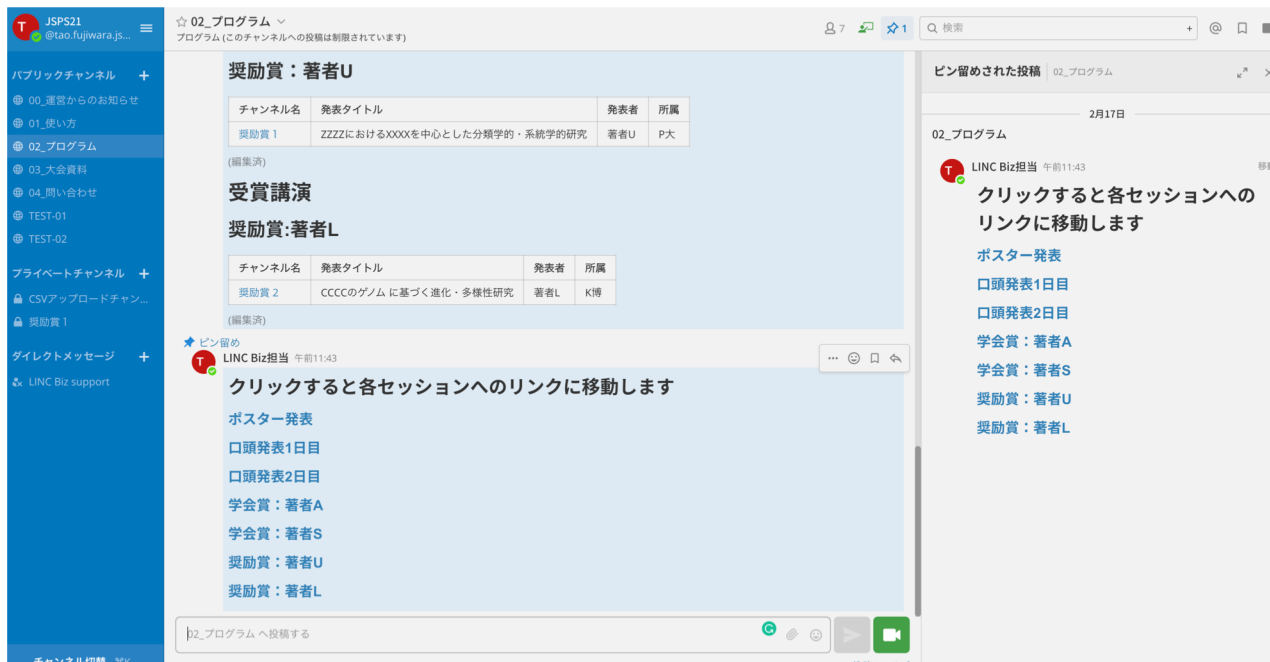 JSPS21
@tao.fujiwara.js...
パブリックチャンネル +
00_運営からのお知らせ
01_使い方
02_プログラム
03_大会資料
04_問い合わせ
TEST-01
TEST-02
プライベートチャンネル +
CSVアップロードチャン...
奨励賞 1
ダイレクトメッセージ +
LINC Biz support
チャンネル切替 ⌘K
02_プログラム
プログラム (このチャンネルへの投稿は制限されています)
7
1
検索
奨励賞：著者U
チャンネル名 発表タイトル 発表者 所属
奨励賞 1 ZZZZにおけるXXXXを中心とした分類学的・系統学的研究 著者U P大
(編集済)
受賞講演
奨励賞:著者L
チャンネル名 発表タイトル 発表者 所属
奨励賞 2 CCCCのゲノム に基づく進化・多様性研究 著者L K博
(編集済)
ピン留め
T
LINC Biz担当 午前11:43
クリックすると各セッションへのリンクに移動します
ポスター発表
口頭発表1日目
口頭発表2日目
学会賞：著者A
学会賞：著者S
奨励賞：著者U
奨励賞：著者L
02_プログラム へ投稿する
ピン留めされた投稿 02_プログラム
2月17日
02_プログラム
T
LINC Biz担当 午前11:43
クリックすると各セッションへの
リンクに移動します
ポスター発表
口頭発表1日目
口頭発表2日目
学会賞：著者A
学会賞：著者S
奨励賞：著者U
奨励賞：著者L